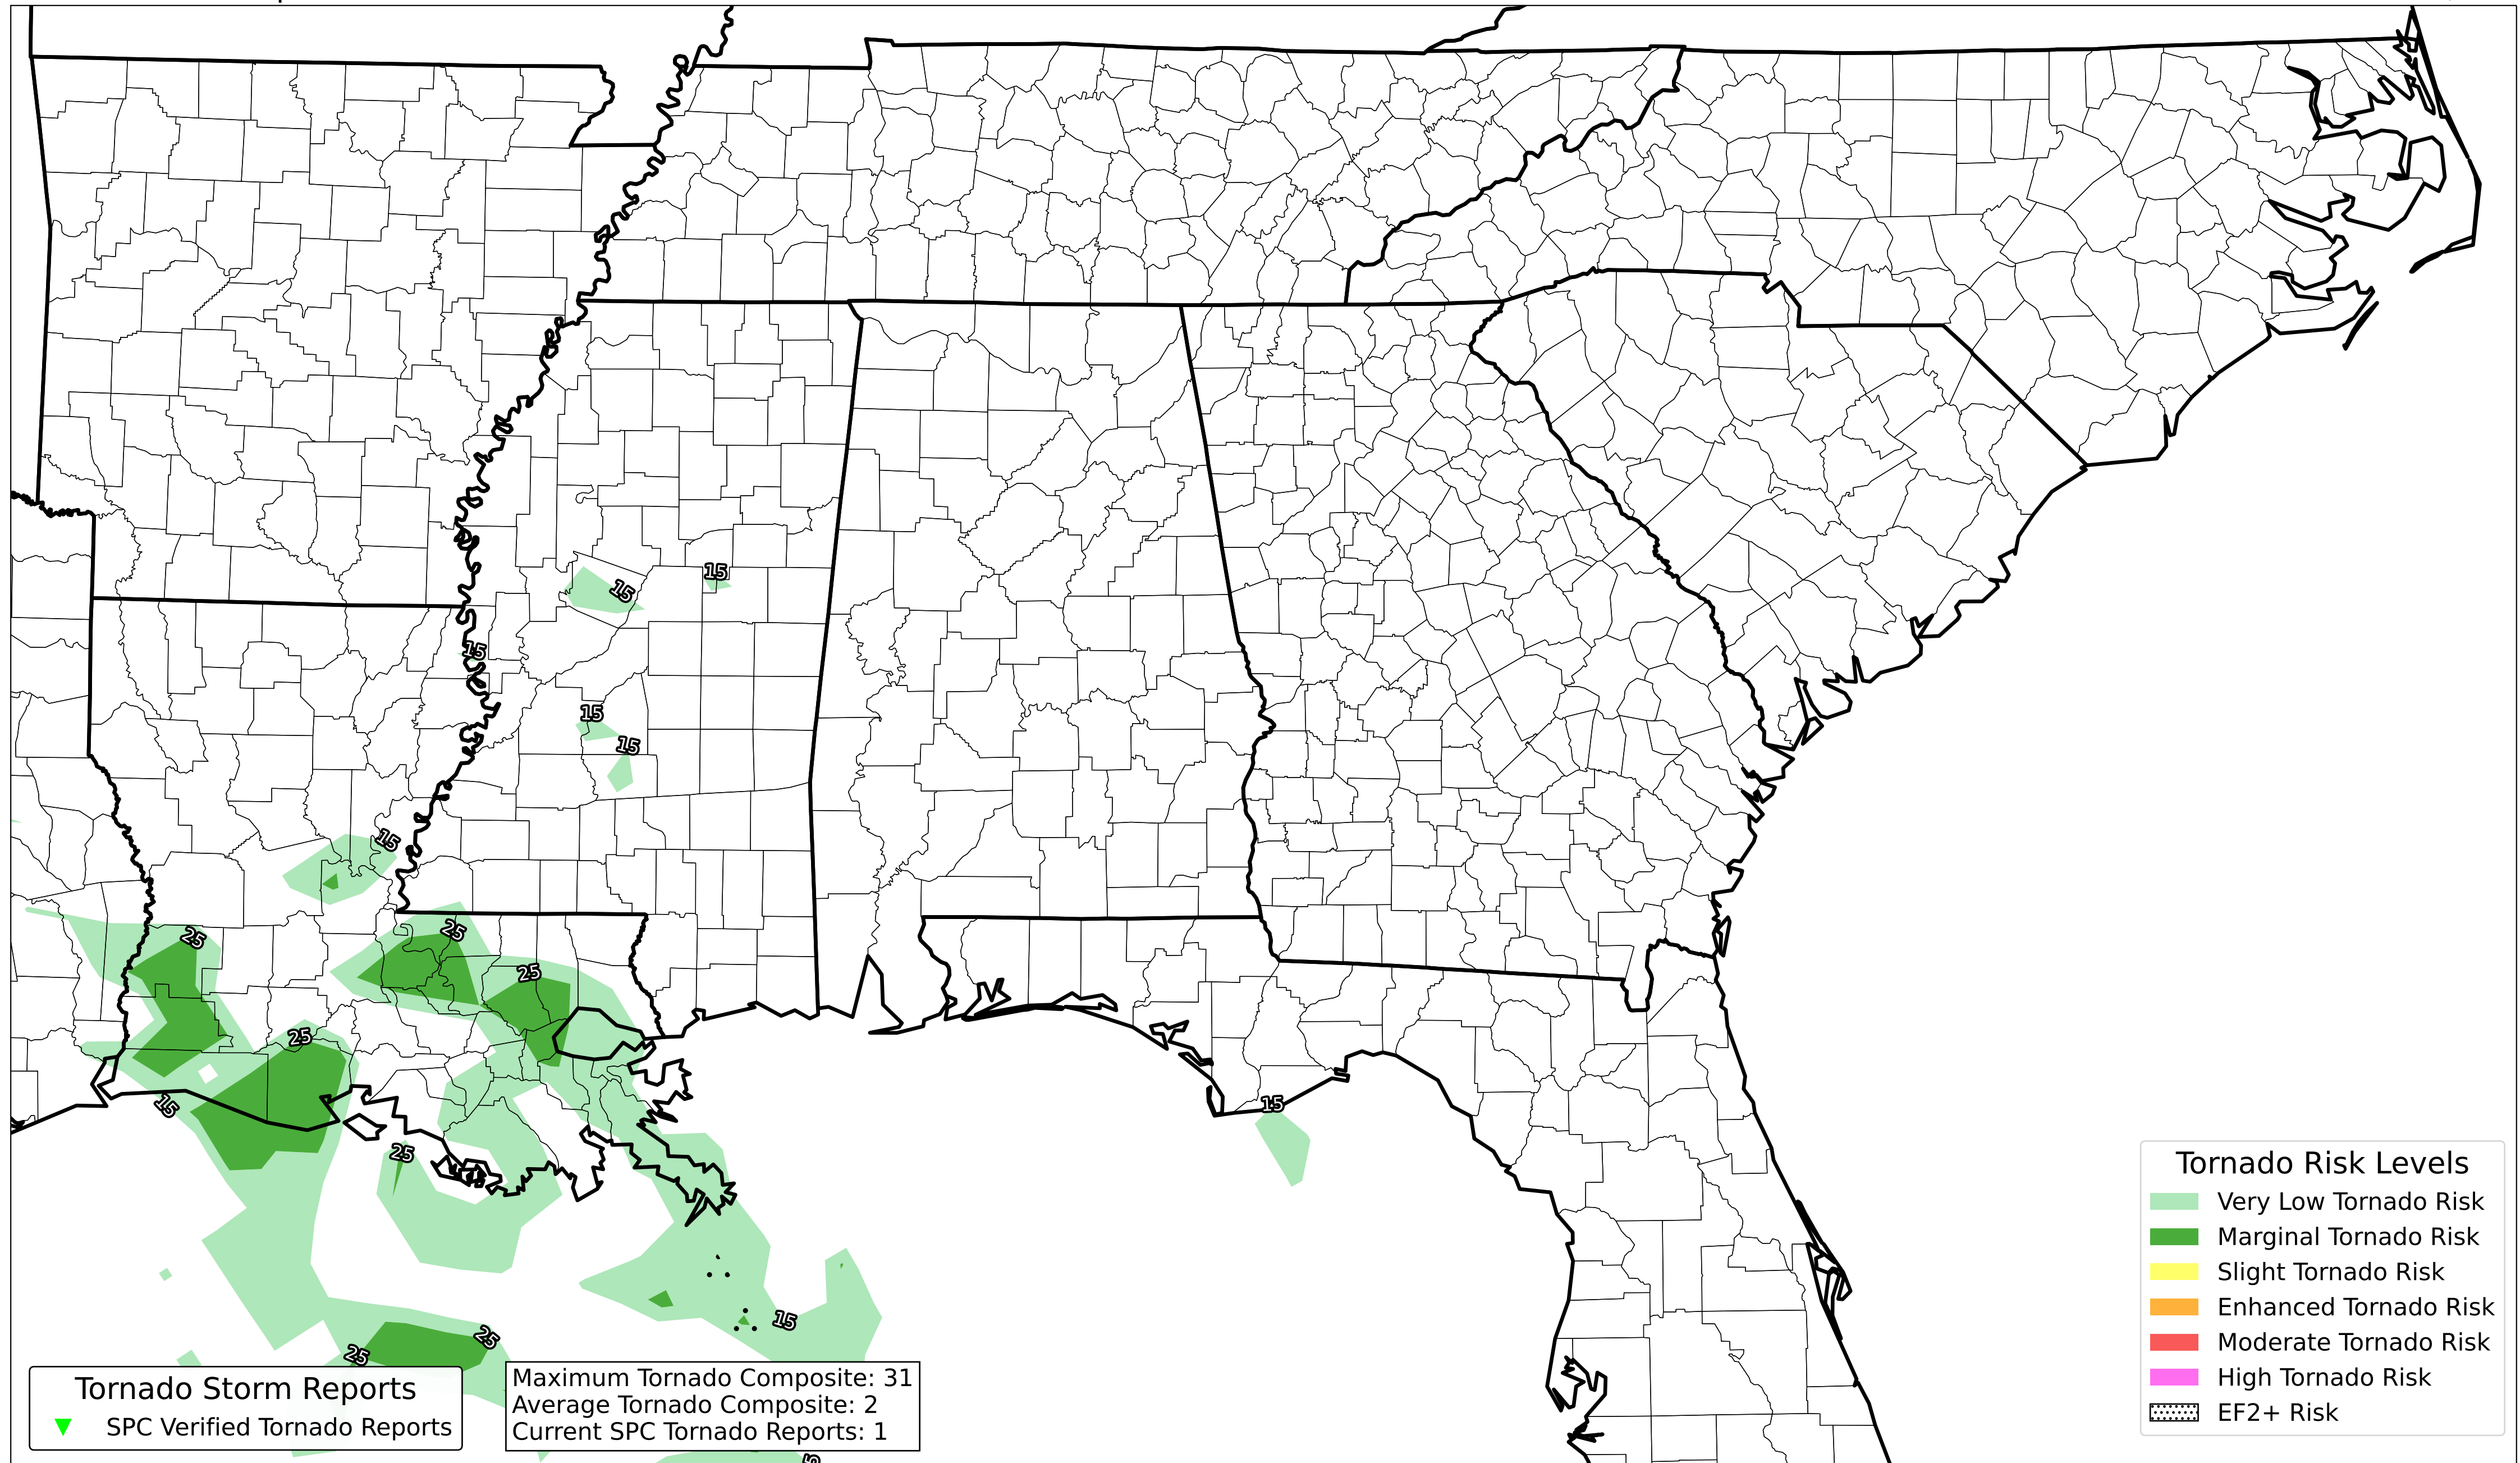 15
15
15
15
15
15
25
25
25
25
15
25
15
15
25
25
Tornado Risk Levels
Very Low Tornado Risk
Marginal Tornado Risk
Slight Tornado Risk
Enhanced Tornado Risk
Moderate Tornado Risk
High Tornado Risk
EF2+ Risk
Tornado Storm Reports
SPC Verified Tornado Reports
Maximum Tornado Composite: 31
Average Tornado Composite: 2
Current SPC Tornado Reports: 1